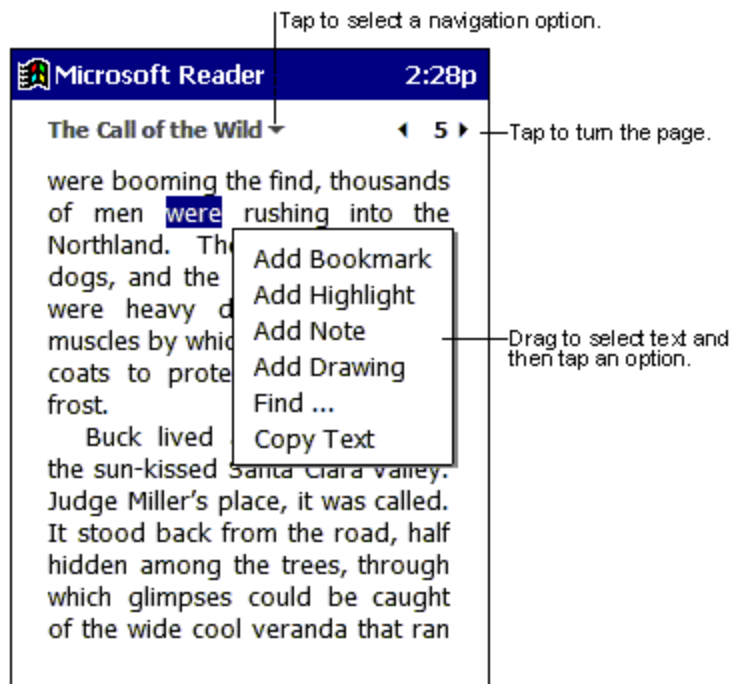 Tap to select a navigation option.
Microsoft Reader 2:28p
The Call of the Wild 5
Tap to turn the page.
were booming the find, thousands
of men were rushing into the
Northland.
dogs, and the
were heavy
muscles by
coats to
frost.
Add Bookmark
Add Highlight
Add Note
Add Drawing
Find ...
Copy Text
Drag to select text and
then tap an option.
Buck lived
the sun-kissed Santa Clara valley.
Judge Miller's place, it was called.
It stood back from the road, half
hidden among the trees, through
which glimpses could be caught
of the wide cool veranda that ran